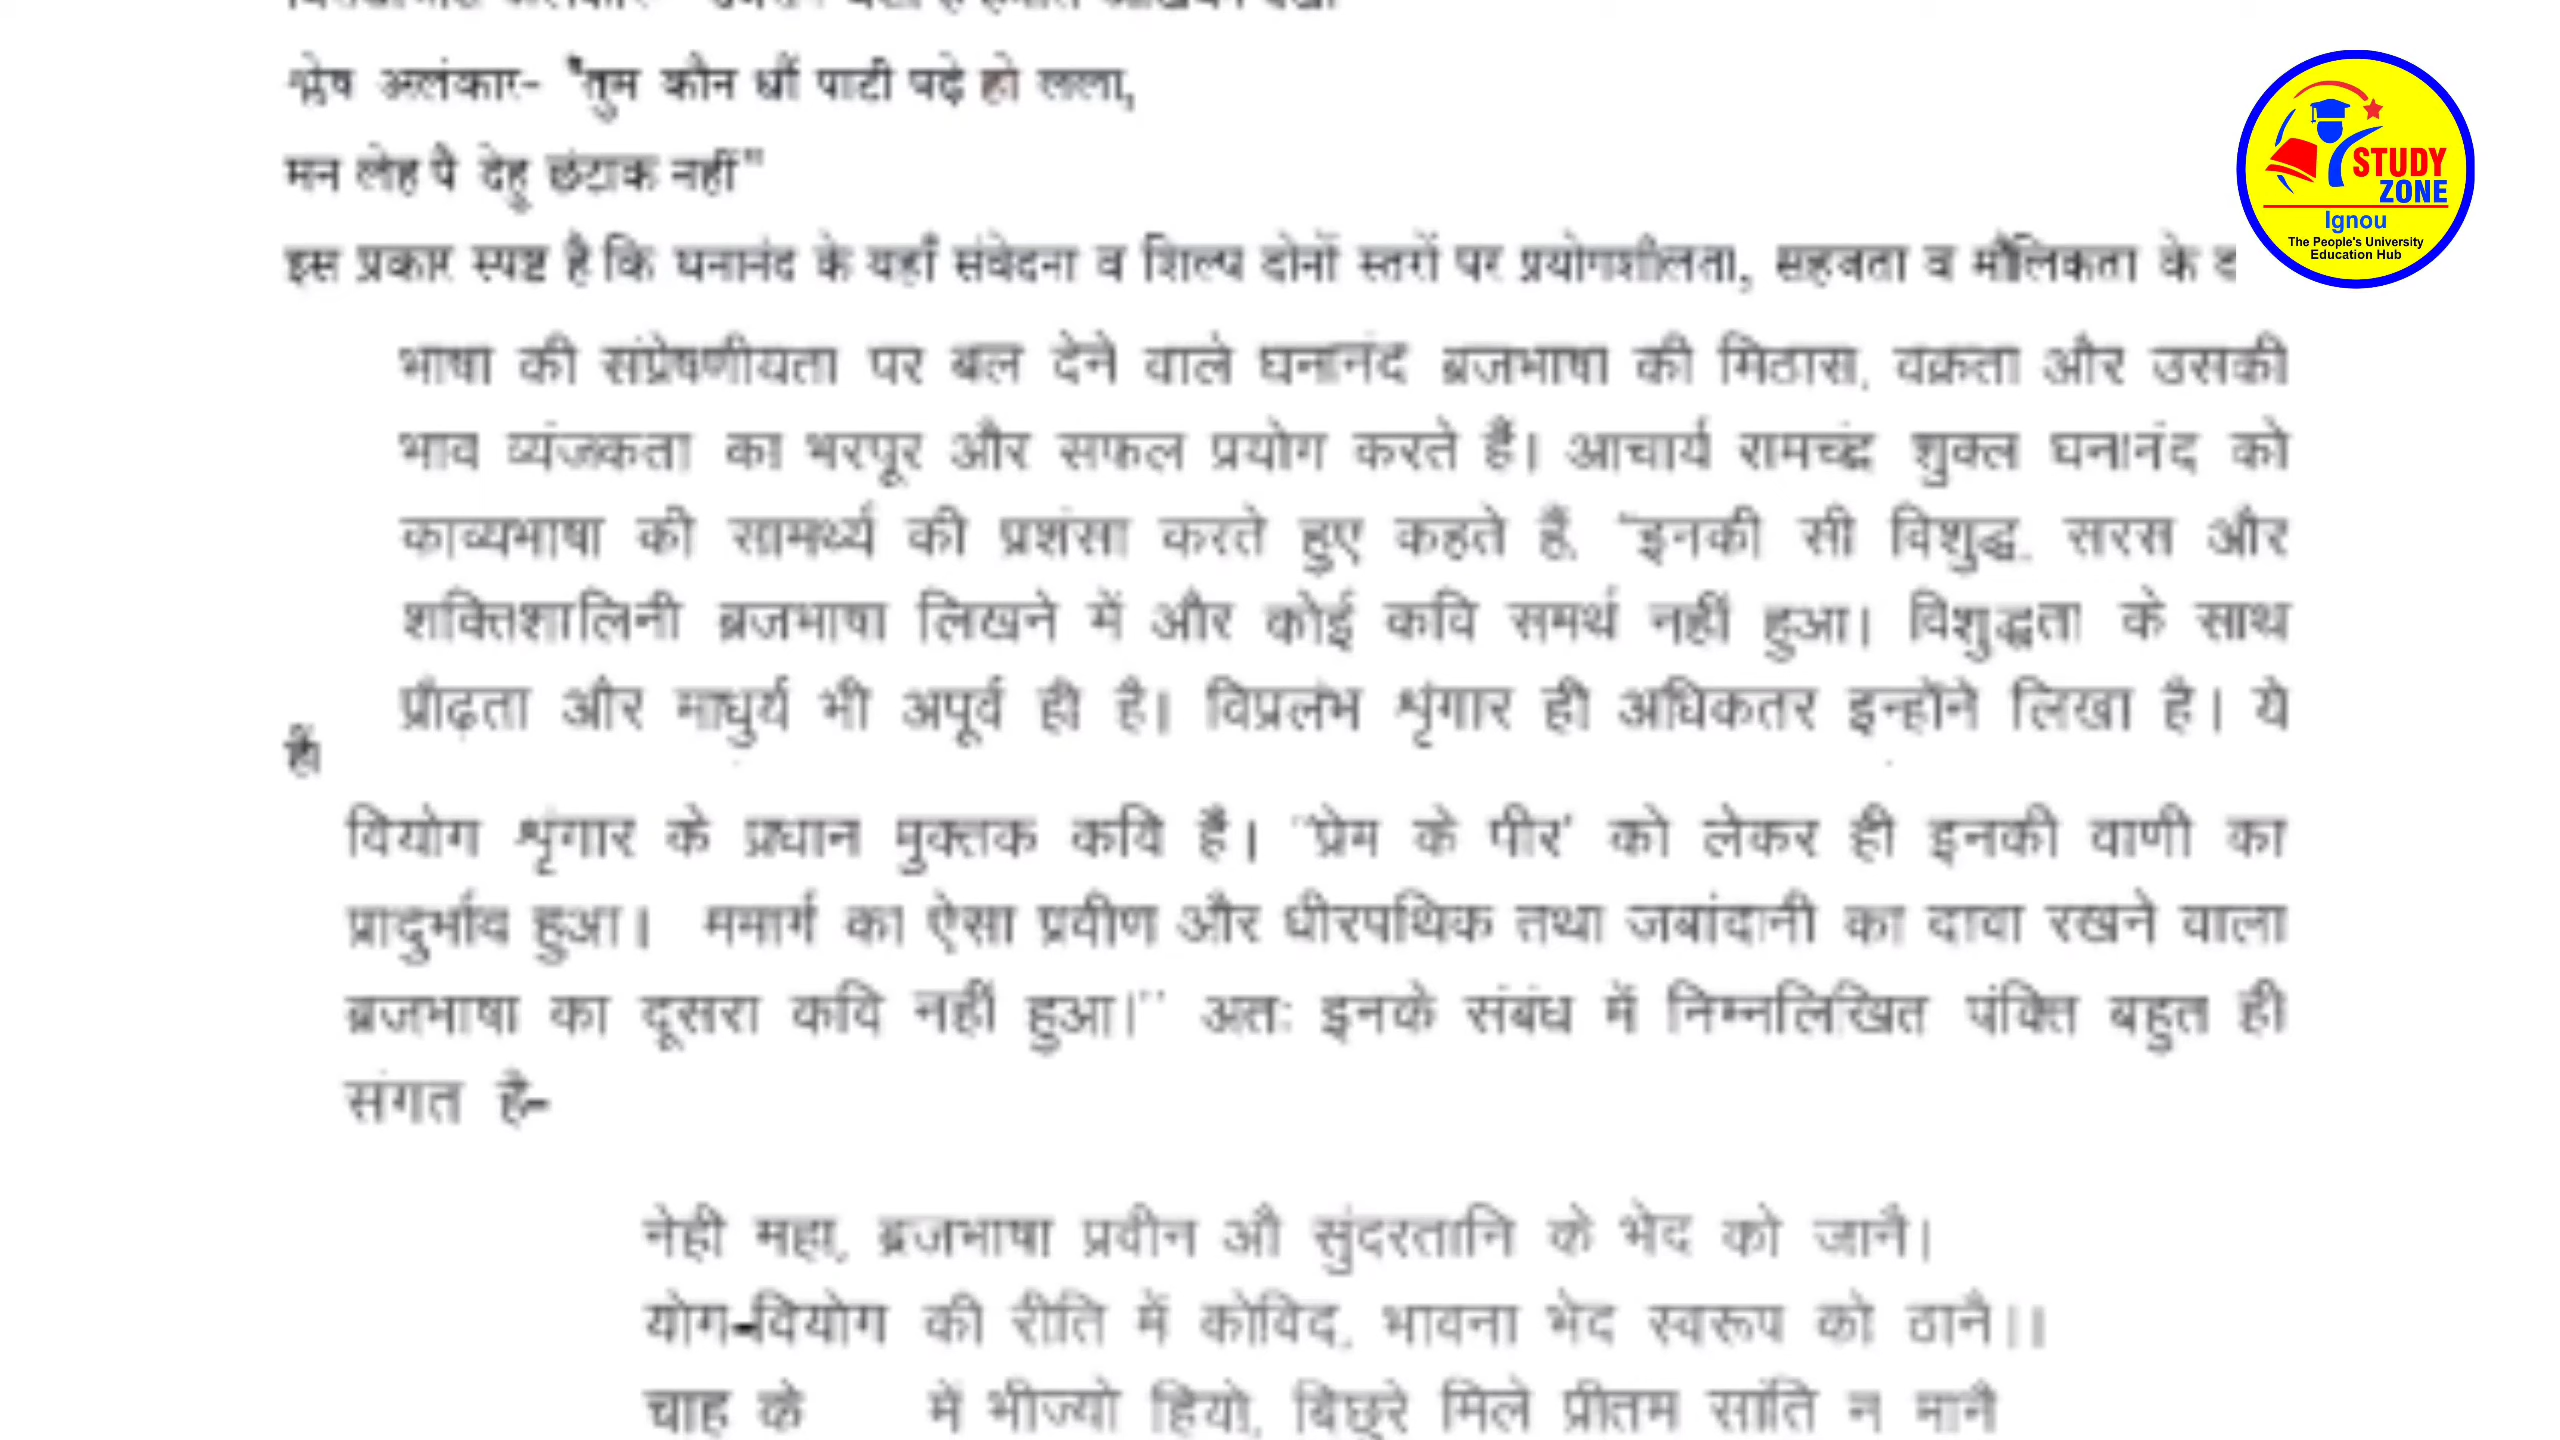 श्लेष अलंकार- "तुम कौन धौं पाटी पढ़े हो लला,
मन लेह पै देहु छंटाक नहीं"
इस प्रकार स्पष्ट है कि घनानंद के यहाँ संवेदना व शिल्प दोनों स्तरों पर प्रयोगशीलता, सहजता व मौलिकता के
भाषा की संप्रेषणीयता पर बल देने वाले घनानंद ब्रजभाषा की मिठास, वक्रता और उसकी
भाव व्यंजकता का भरपूर और सफल प्रयोग करते हैं। आचार्य रामचंद्र शुक्ल घनानंद को
काव्यभाषा की सामर्थ्य की प्रशंसा करते हुए कहते हैं, "इनकी सी विशुद्ध, सरस और
शक्तिशालिनी ब्रजभाषा लिखने में और कोई कवि समर्थ नहीं हुआ। विशुद्धता के साथ
प्रौढ़ता और माधुर्य भी अपूर्व ही है। विप्रलंभ शृंगार ही अधिकतर इन्होंने लिखा है। ये
हैं।
वियोग शृंगार के प्रधान मुक्तक कवि हैं। "प्रेम के पीर' को लेकर ही इनकी वाणी का
प्रादुर्भाव हुआ। ममार्ग का ऐसा प्रवीण और धीरपथिक तथा जबांदानी का दावा रखने वाला
ब्रजभाषा का दूसरा कवि नहीं हुआ।" अतः इनके संबंध में निम्नलिखित पंक्ति बहुत ही
संगत है-
नेही महा, ब्रजभाषा प्रवीन औ सुंदरतानि के भेद को जानै।
योग-वियोग की रीति में कोविद, भावना भेद स्वरूप को ठानै।।
चाह के में भीज्यो हियो, बिछुरे मिले प्रीतम सांति न मानै
STUDY
ZONE
Ignou
The People's University
Education Hub